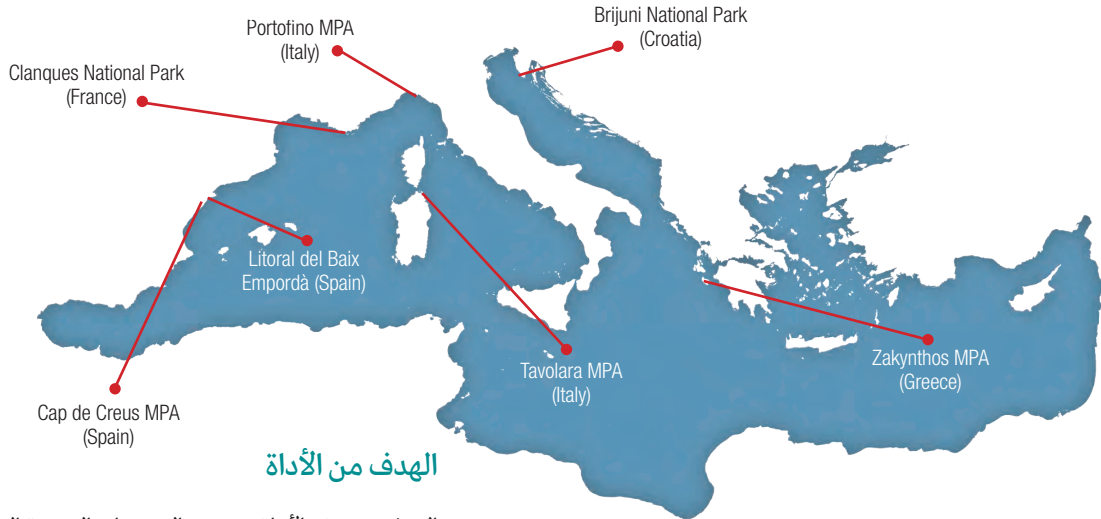 Brijuni National Park
(Croatia)
Portofino MPA
(Italy)
Clanques National Park
(France)
Litoral del Baix
Empordà (Spain)
Tavolara MPA
(Italy)
Zakynthos MPA
(Greece)
Cap de Creus MPA
(Spain)
الهدف من الأداة